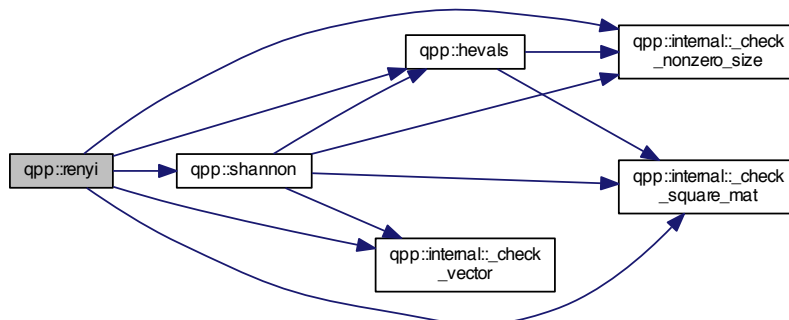 qpp::hevals
qpp::internal::_check
_nonzero_size
qpp::renyi
qpp::shannon
qpp::internal::_check
_square_mat
qpp::internal::_check
_vector